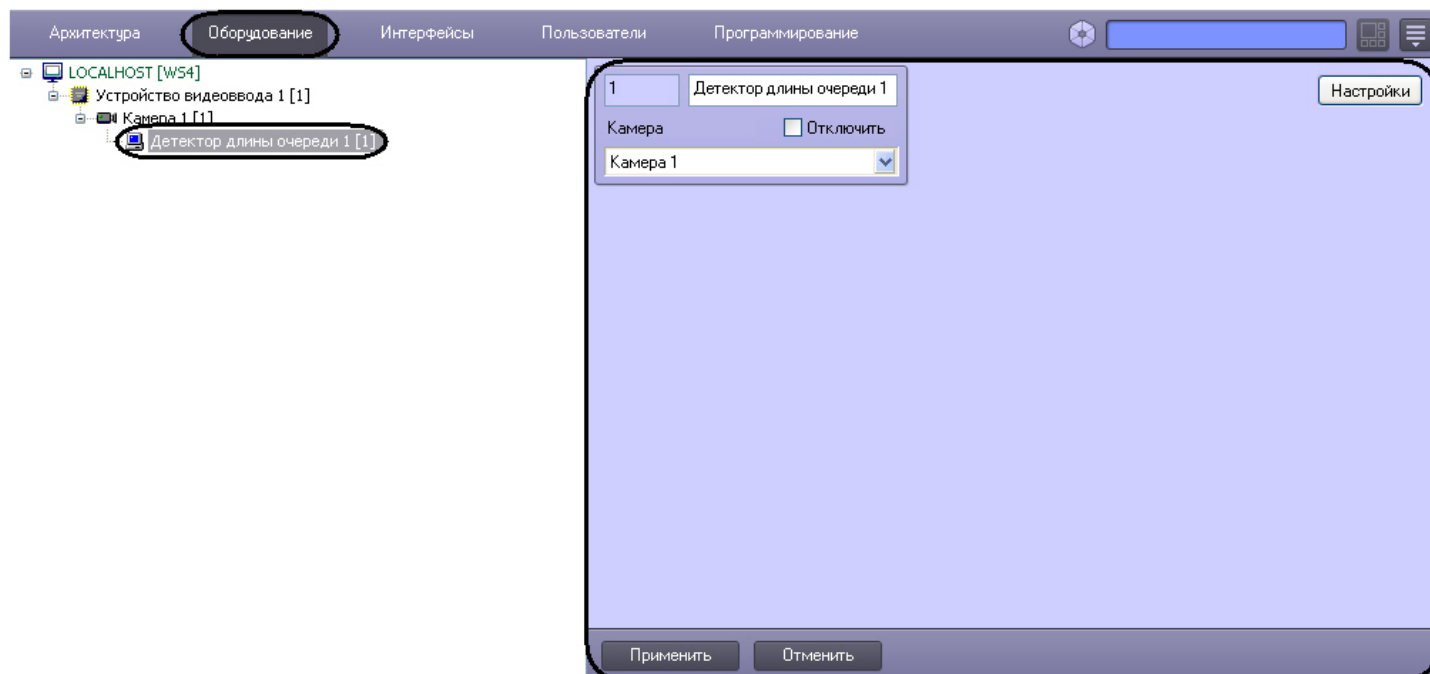 Архитектура Оборудование Интерфейсы Пользователи Программирование
LOCALHOST [WS4]
Устройство видеоввода 1 [1]
Камера 1 [1]
Детектор длины очереди 1 [1]
1 Детектор длины очереди 1
Настройки
Камера Отключить
Камера 1
Применить Отменить